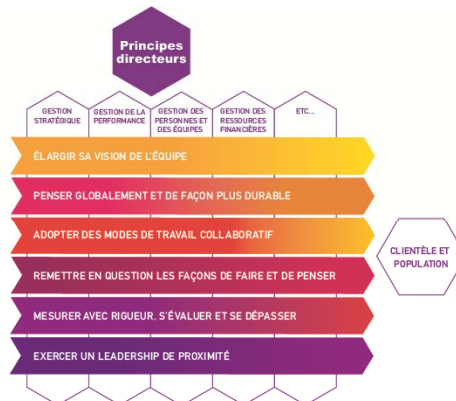 Principes
directeurs
GESTION
STRATÉGIQUE
GESTION DE LA
PERFORMANCE
GESTION DES
PERSONNES ET
DES ÉQUIPES
GESTION DES
RESSOURCES
FINANCIÈRES
ETC...
ÉLARGIR SA VISION DE L'ÉQUIPE
PENSER GLOBALEMENT ET DE FAÇON PLUS DURABLE
ADOPTER DES MODES DE TRAVAIL COLLABORATIF
REMETTRE EN QUESTION LES FAÇONS DE FAIRE ET DE PENSER
MESURER AVEC RIGUEUR, S'ÉVALUER ET SE DÉPASSER
EXERCER UN LEADERSHIP DE PROXIMITÉ
CLIENTÈLE ET
POPULATION